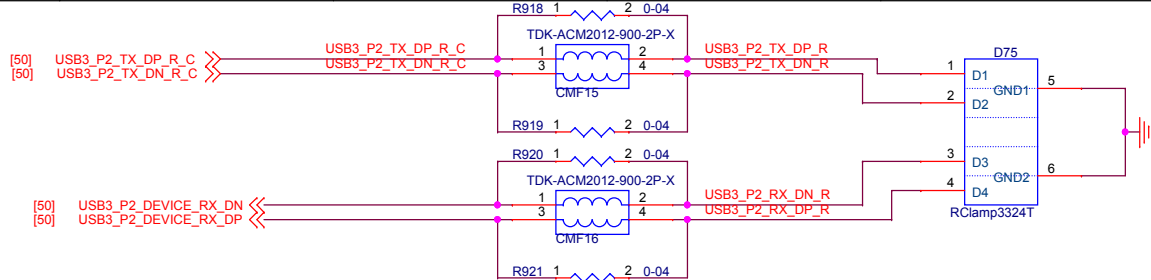 R918 1 2 0-04
TDK-ACM2012-900-2P-X
[50] USB3_P2_TX_DP_R_C USB3_P2_TX_DP_R_C 1 2 USB3_P2_TX_DP_R D75
[50] USB3_P2_TX_DN_R_C USB3_P2_TX_DN_R_C 3 4 USB3_P2_TX_DN_R 1 D1 5
CMF15 2 D2 GND1
R919 1 2 0-04
R920 1 2 0-04 3 D3 6
TDK-ACM2012-900-2P-X 4 D4 GND2
[50] USB3_P2_DEVICE_RX_DN 1 2 USB3_P2_RX_DN_R
[50] USB3_P2_DEVICE_RX_DP 3 4 USB3_P2_RX_DP_R RClamp3324T
CMF16
R921 1 2 0-04